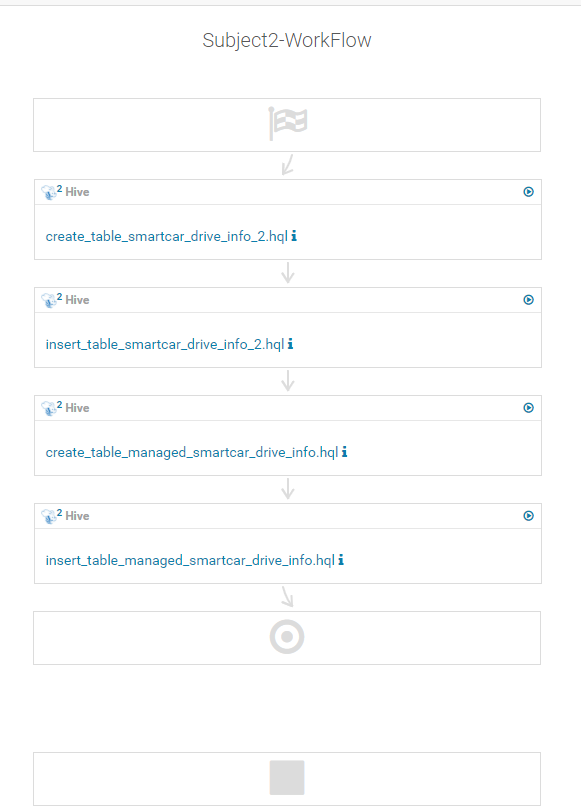 Subject2-WorkFlow
2 Hive
create_table_smartcar_drive_info_2.hql i
2 Hive
insert_table_smartcar_drive_info_2.hql i
2 Hive
create_table_managed_smartcar_drive_info.hql i
2 Hive
insert_table_managed_smartcar_drive_info.hql i